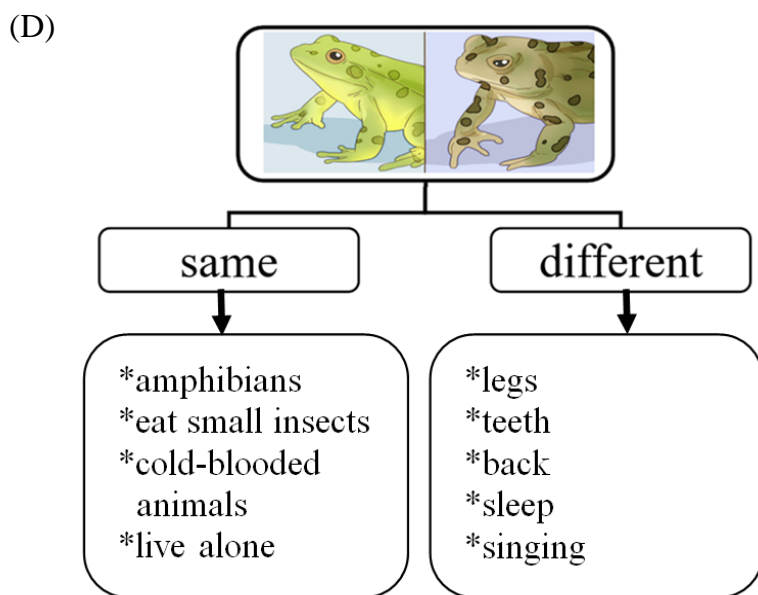 (D)
same
different
*amphibians
*eat small insects
*cold-blooded
animals
*live alone
*legs
*teeth
*back
*sleep
*singing